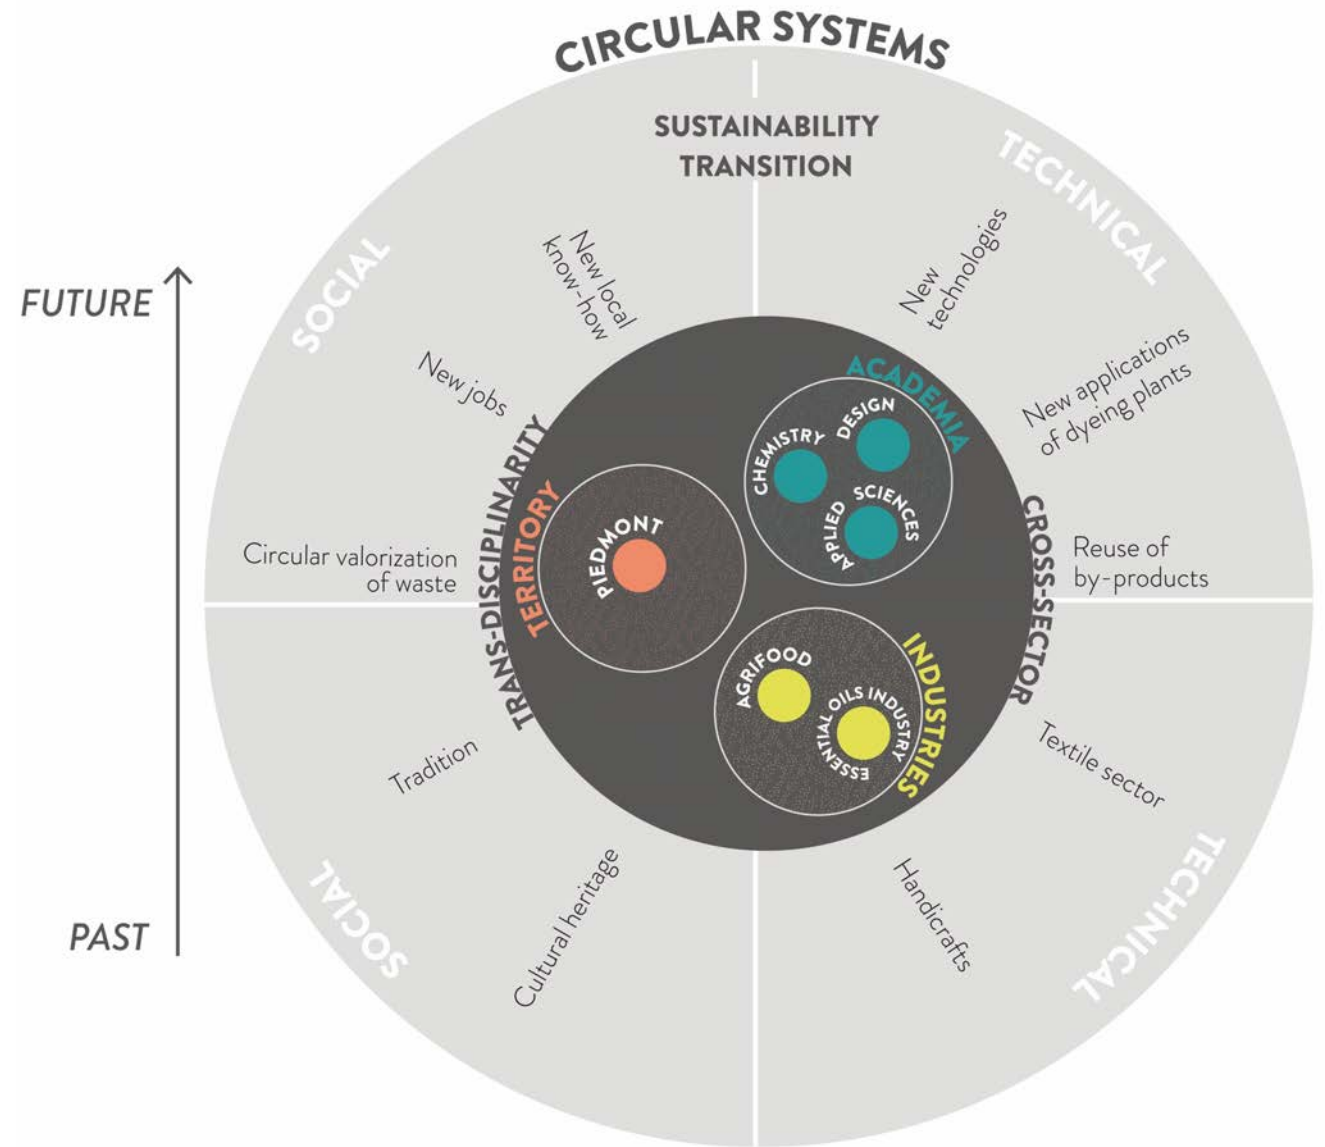 CIRCULAR SYSTEMS
SUSTAINABILITY
TRANSITION
SOCIAL
TECHNICAL
FUTURE
PAST
New local
know-how
New jobs
Circular valorization
of waste
New
technologies
New applications
of dyeing plants
Reuse of
by-products
TRANS-DISCIPLINARITY
CROSS-SECTOR
TERRITORY
PIEDMONT
ACADEMIA
CHEMISTRY
DESIGN
APPLIED SCIENCES
INDUSTRIES
AGRIFOOD
ESSENTIAL OILS INDUSTRY
Tradition
Cultural heritage
SOCIAL
Textile sector
Handicrafts
TECHNICAL